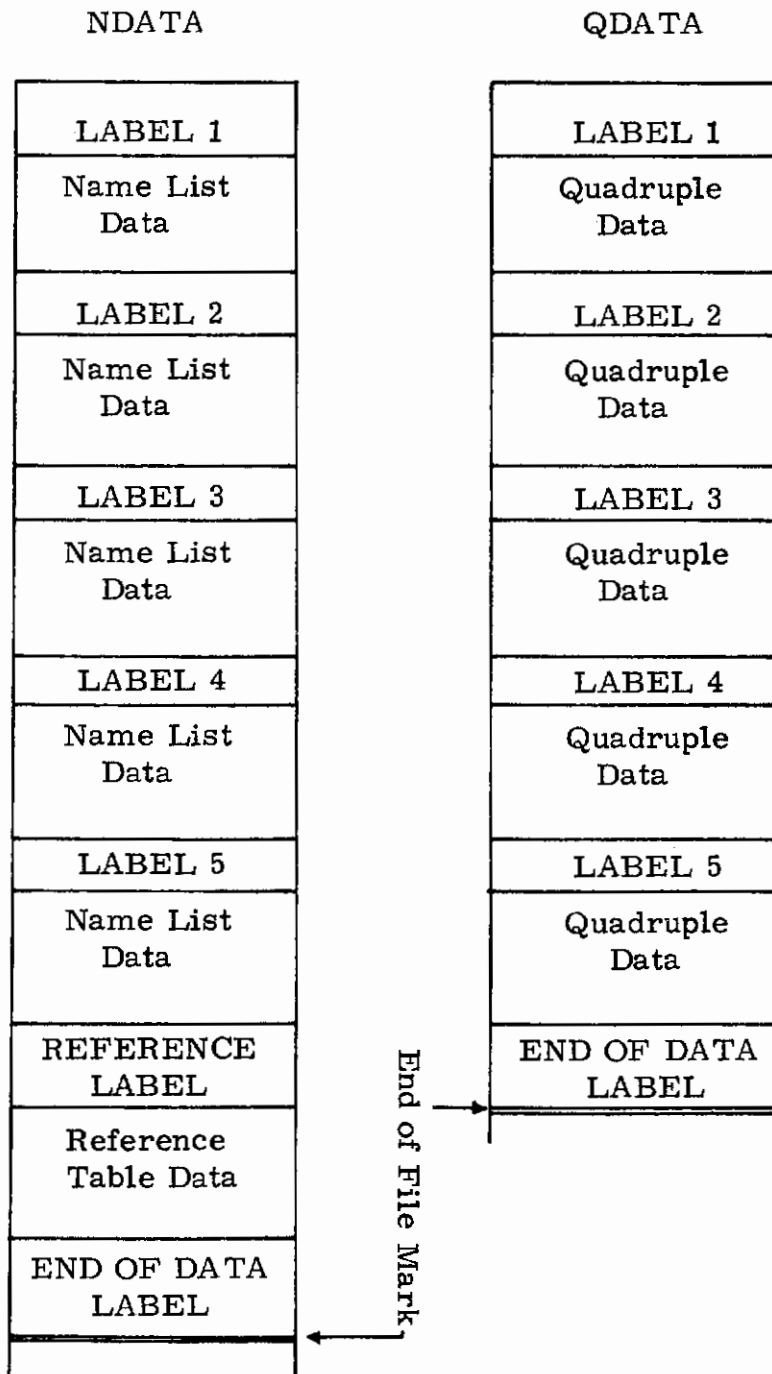 NDATA
LABEL 1
Name List
Data
LABEL 2
Name List
Data
LABEL 3
Name List
Data
LABEL 4
Name List
Data
LABEL 5
Name List
Data
REFERENCE
LABEL
Reference
Table Data
END OF DATA
LABEL
End of File Mark
QDATA
LABEL 1
Quadruple
Data
LABEL 2
Quadruple
Data
LABEL 3
Quadruple
Data
LABEL 4
Quadruple
Data
LABEL 5
Quadruple
Data
END OF DATA
LABEL